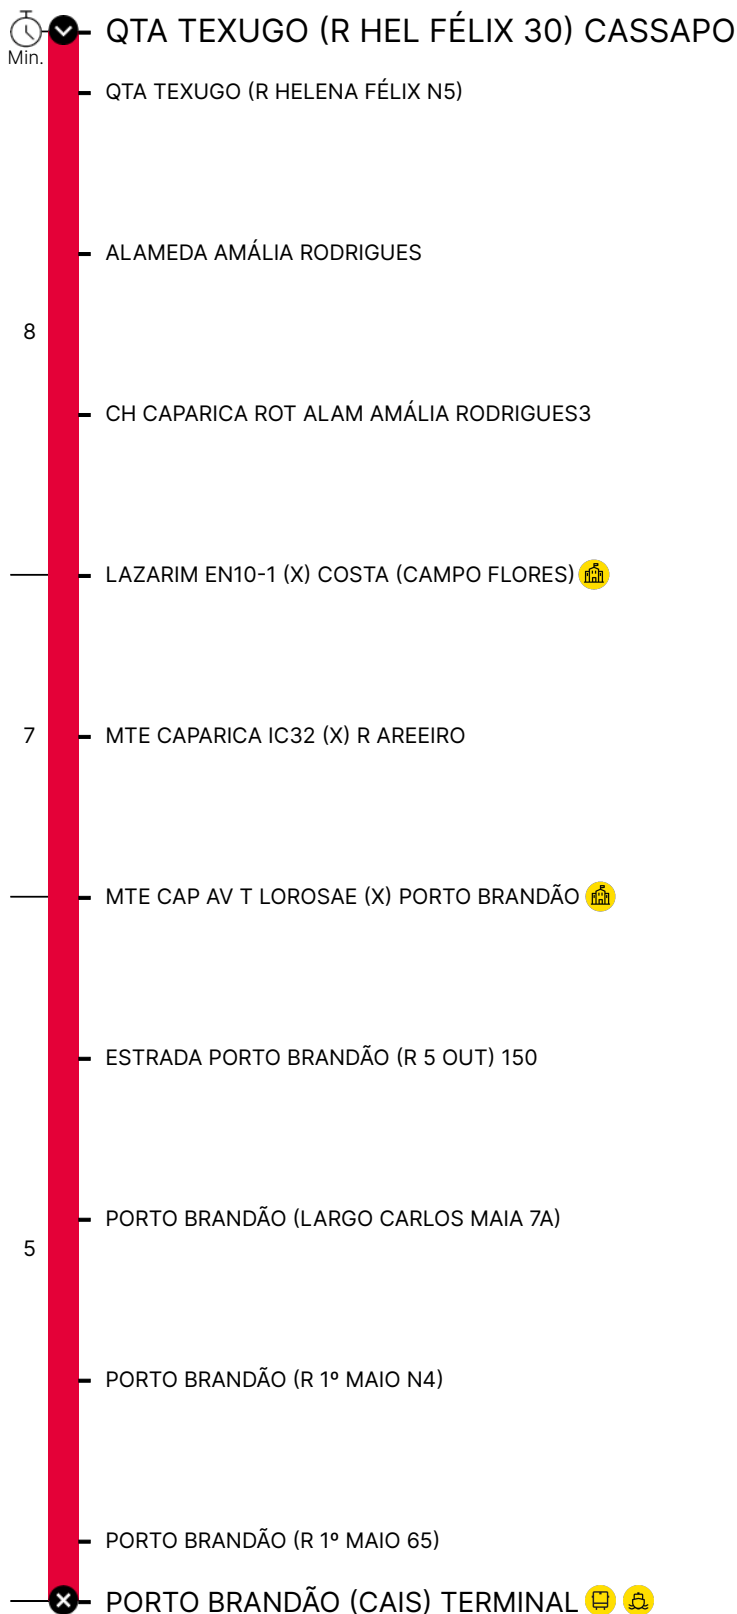 QTA TEXUGO (R HEL FÉLIX 30) CASSAPO
Min.
QTA TEXUGO (R HELENA FÉLIX N5)
ALAMEDA AMÁLIA RODRIGUES
8
CH CAPARICA ROT ALAM AMÁLIA RODRIGUES3
LAZARIM EN10-1 (X) COSTA (CAMPO FLORES)
7
MTE CAPARICA IC32 (X) R AREEIRO
MTE CAP AV T LOROSAE (X) PORTO BRANDÃO
ESTRADA PORTO BRANDÃO (R 5 OUT) 150
PORTO BRANDÃO (LARGO CARLOS MAIA 7A)
5
PORTO BRANDÃO (R 1º MAIO N4)
PORTO BRANDÃO (R 1º MAIO 65)
PORTO BRANDÃO (CAIS) TERMINAL